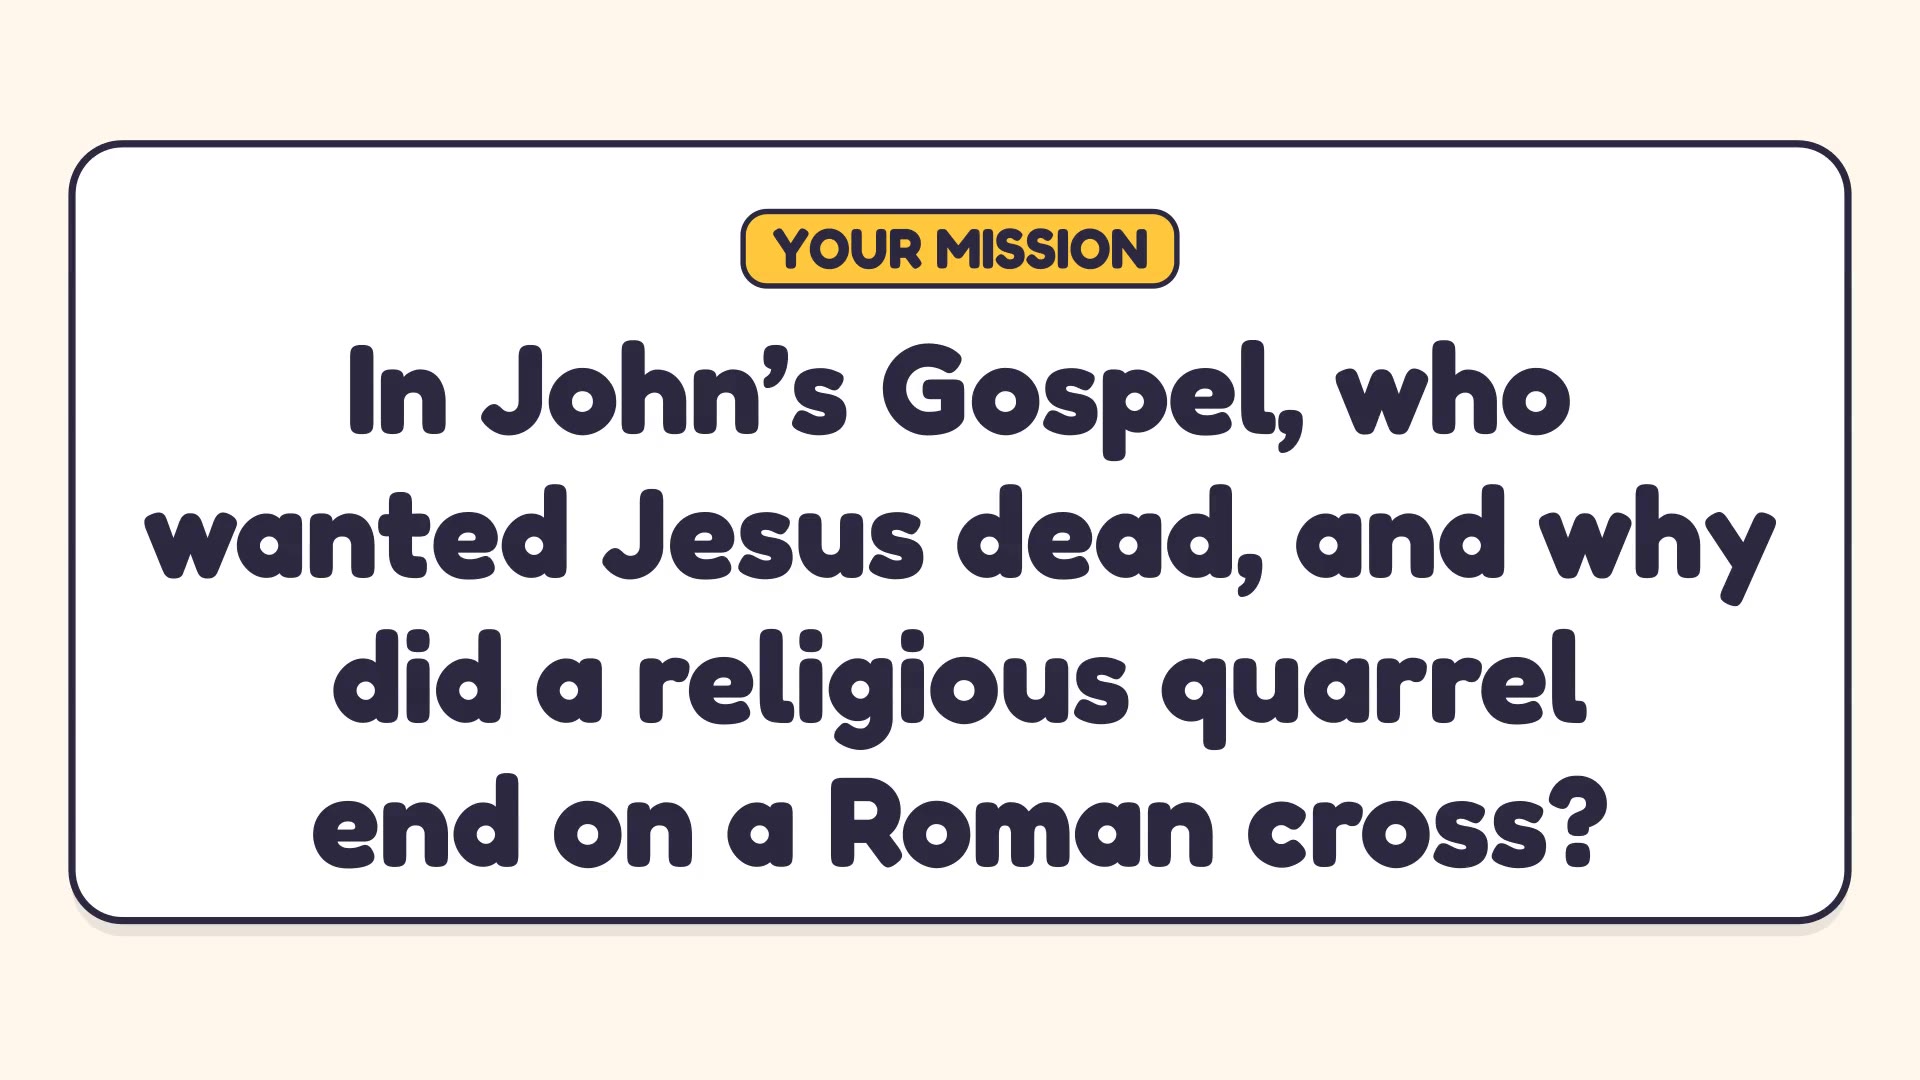 YOUR MISSION
In John’s Gospel, who
wanted Jesus dead, and why
did a religious quarrel
end on a Roman cross?